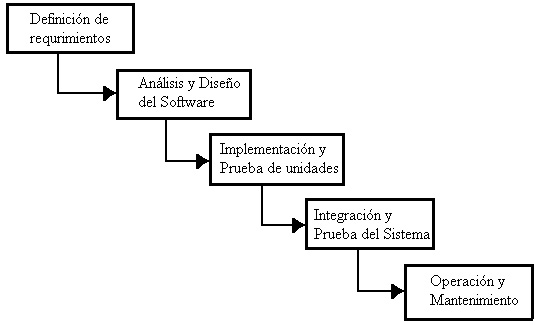 Definición de
requrimientos
Análisis y Diseño
del Software
Implementación y
Prueba de unidades
Integración y
Prueba del Sistema
Operación y
Mantenimiento